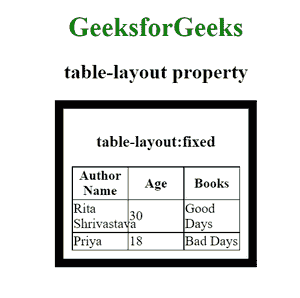 GeeksforGeeks
table-layout property
table-layout:fixed
Author Name Age Books
Rita Shrivastava 30 Good Days
Priya 18 Bad Days